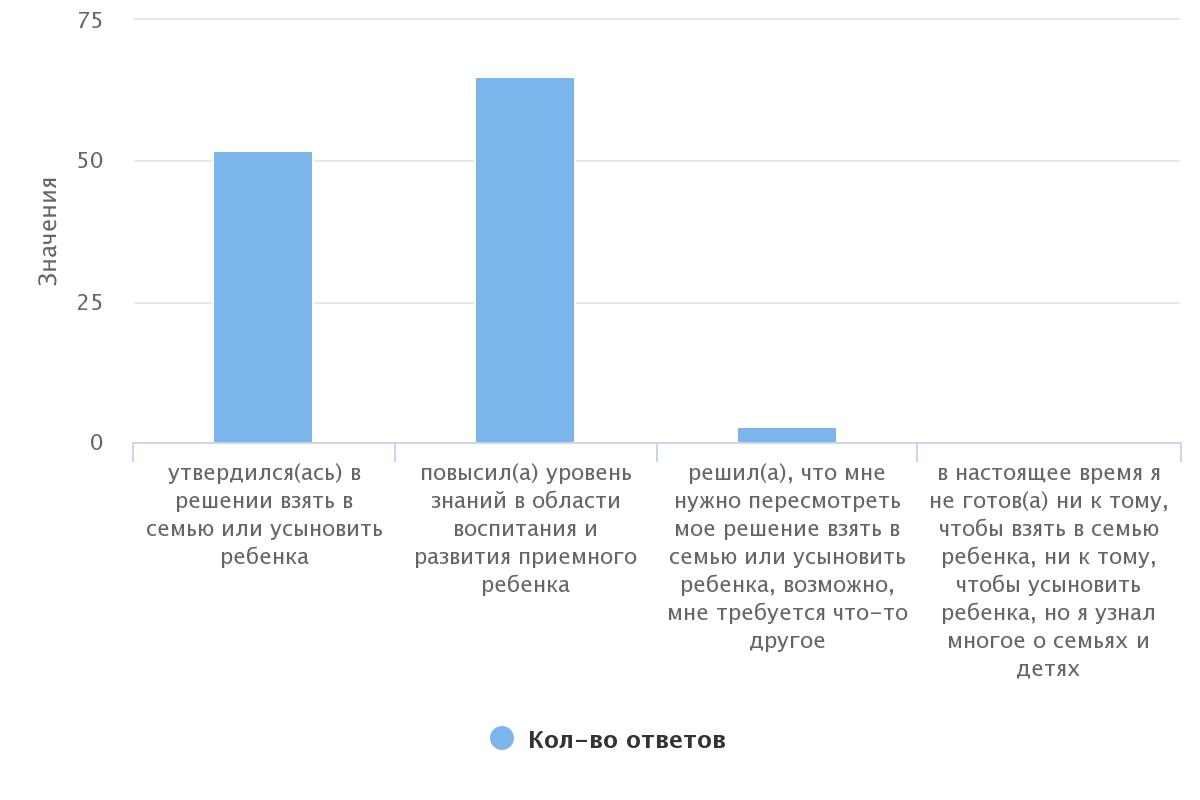 75
50
25
0
Значения
утвердился(ась) в
решении взять в
семью или усыновить
ребенка
повысил(а) уровень
знаний в области
воспитания и
развития приемного
ребенка
решил(а), что мне
нужно пересмотреть
мое решение взять в
семью или усыновить
ребенка, возможно,
мне требуется что-то
другое
в настоящее время я
не готов(а) ни к тому,
чтобы взять в семью
ребенка, ни к тому,
чтобы усыновить
ребенка, но я узнал
многое о семьях и
детях
Кол-во ответов